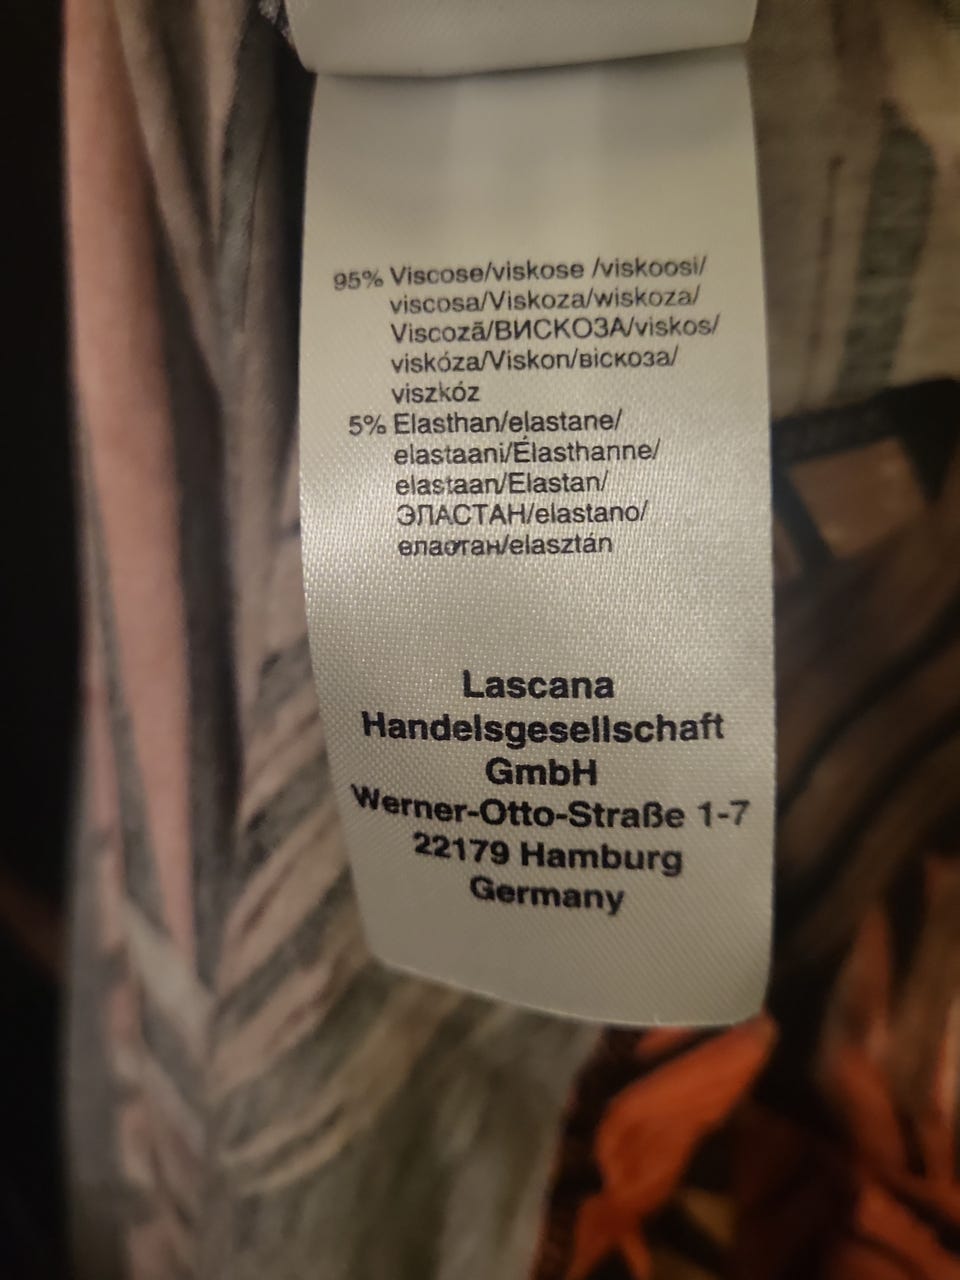 95% Viscose/viskose /viskoosi/
viscosa/Viskoza/wiskoza/
Viscoză/ВИСКОЗА/viskos/
viskóza/Viskon/віскоза/
viszkóz
5% Elasthan/elastane/
elastaani/Élasthanne/
elastaan/Elastan/
ЭЛАСТАН/elastano/
еластан/elasztán
Lascana
Handelsgesellschaft
GmbH
Werner-Otto-Straße 1-7
22179 Hamburg
Germany